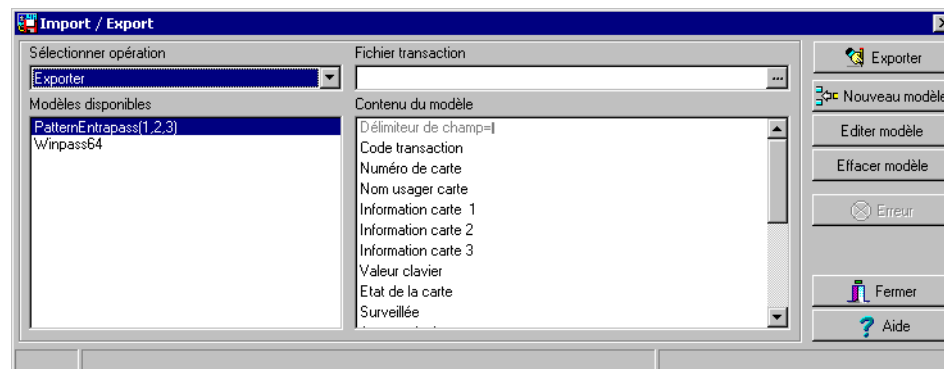 Import / Export
Sélectionner opération
Fichier transaction
Exporter
...
Exporter
Modèles disponibles
Contenu du modèle
Nouveau modèle
PatternEntrapass(1,2,3)
Winpass64
Délimiteur de champ=|
Code transaction
Numéro de carte
Nom usager carte
Information carte 1
Information carte 2
Information carte 3
Valeur clavier
Etat de la carte
Surveillée
Editer modèle
Effacer modèle
Erreur
Fermer
Aide